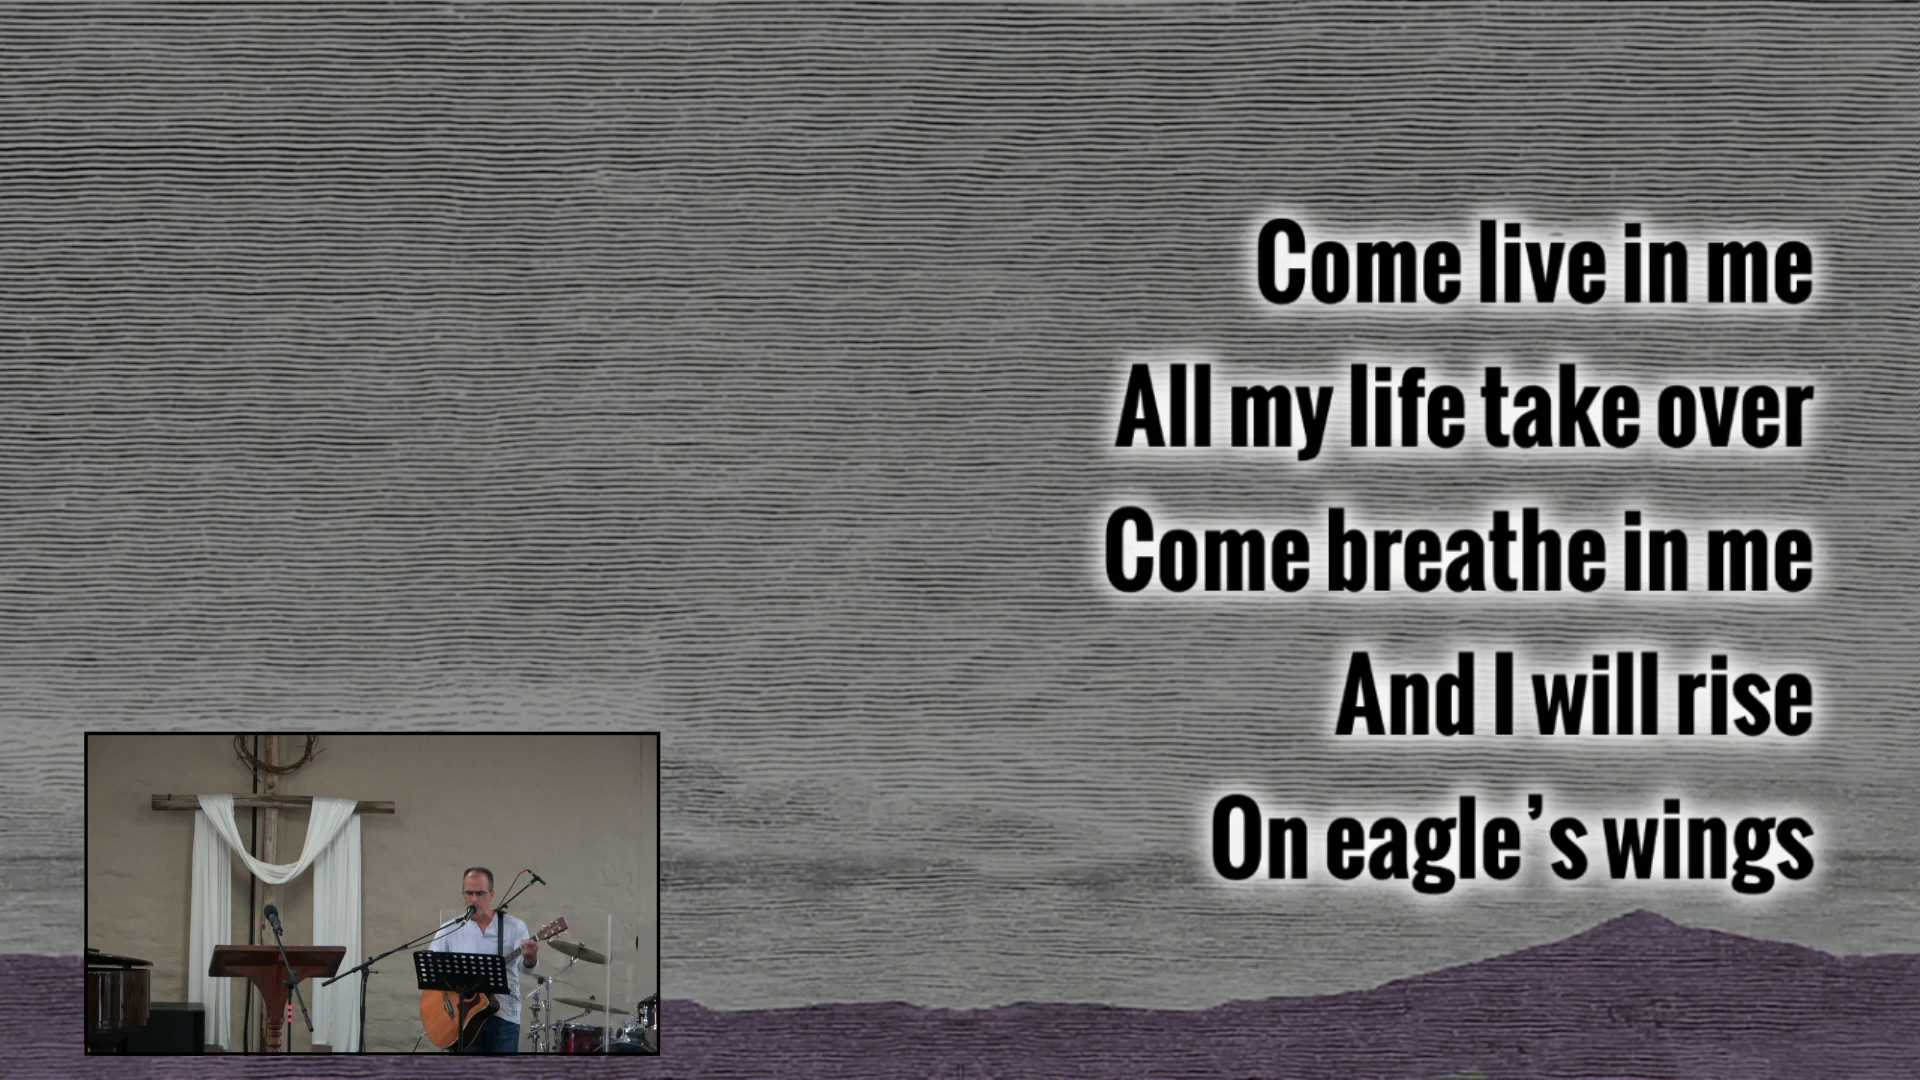 Come live in me
All my life take over
Come breathe in me
And I will rise
On eagle’s wings